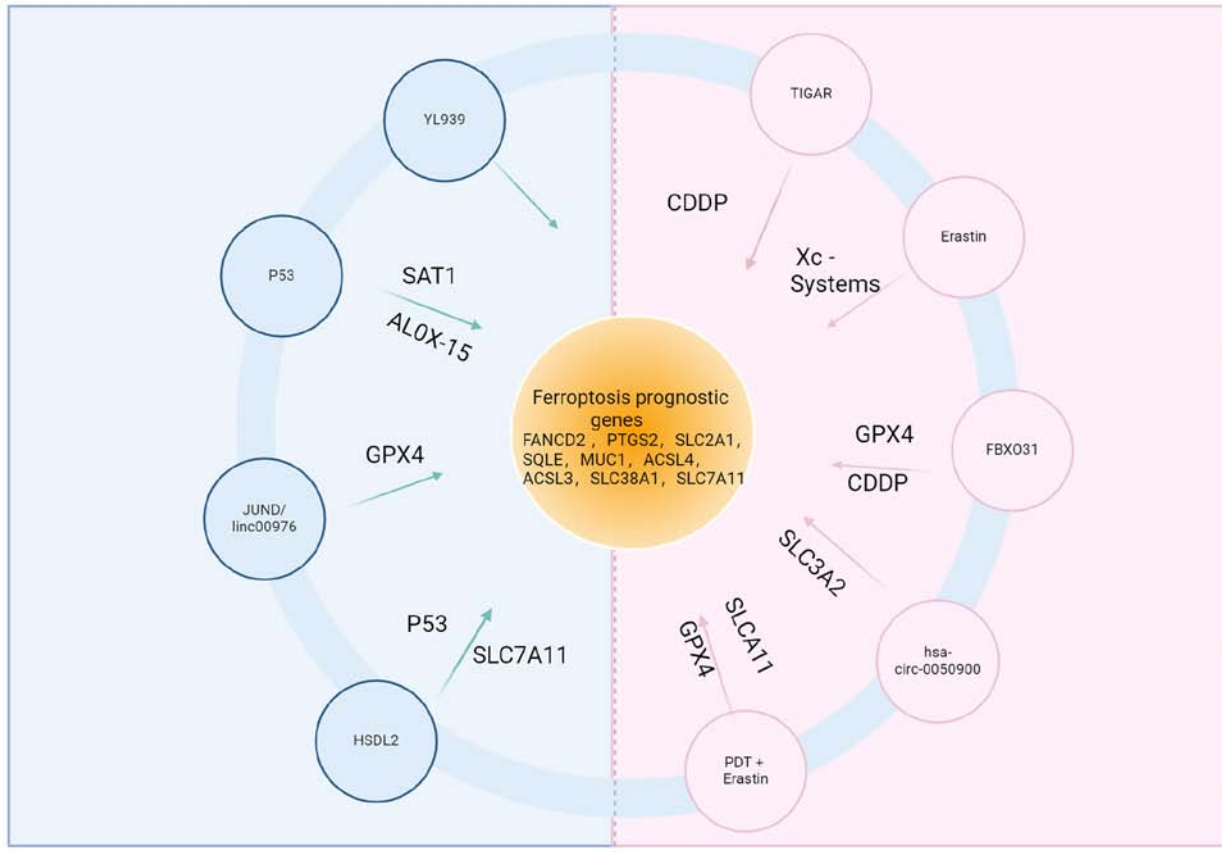 YL939
TIGAR
CDDP
Erastin
Xc -
Systems
P53
SAT1
ALOX-15
Ferroptosis prognostic
genes
FANCD2， PTGS2， SLC2A1，
SQLE， MUC1， ACSL4，
ACSL3， SLC38A1， SLC7A11
GPX4
CDDP
FBXO31
GPX4
JUND/
linc00976
SLC3A2
P53
SLC7A11
SLCA11
GPX4
hsa-
circ-0050900
HSDL2
PDT +
Erastin